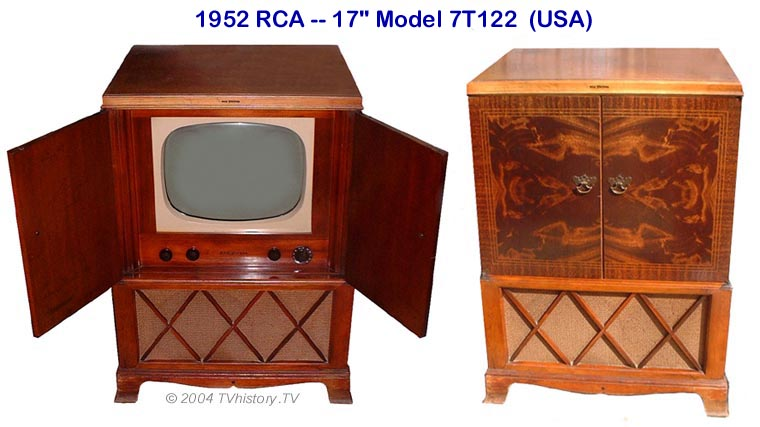 1952 RCA -- 17" Model 7T122 (USA)
© 2004 TVhistory.TV